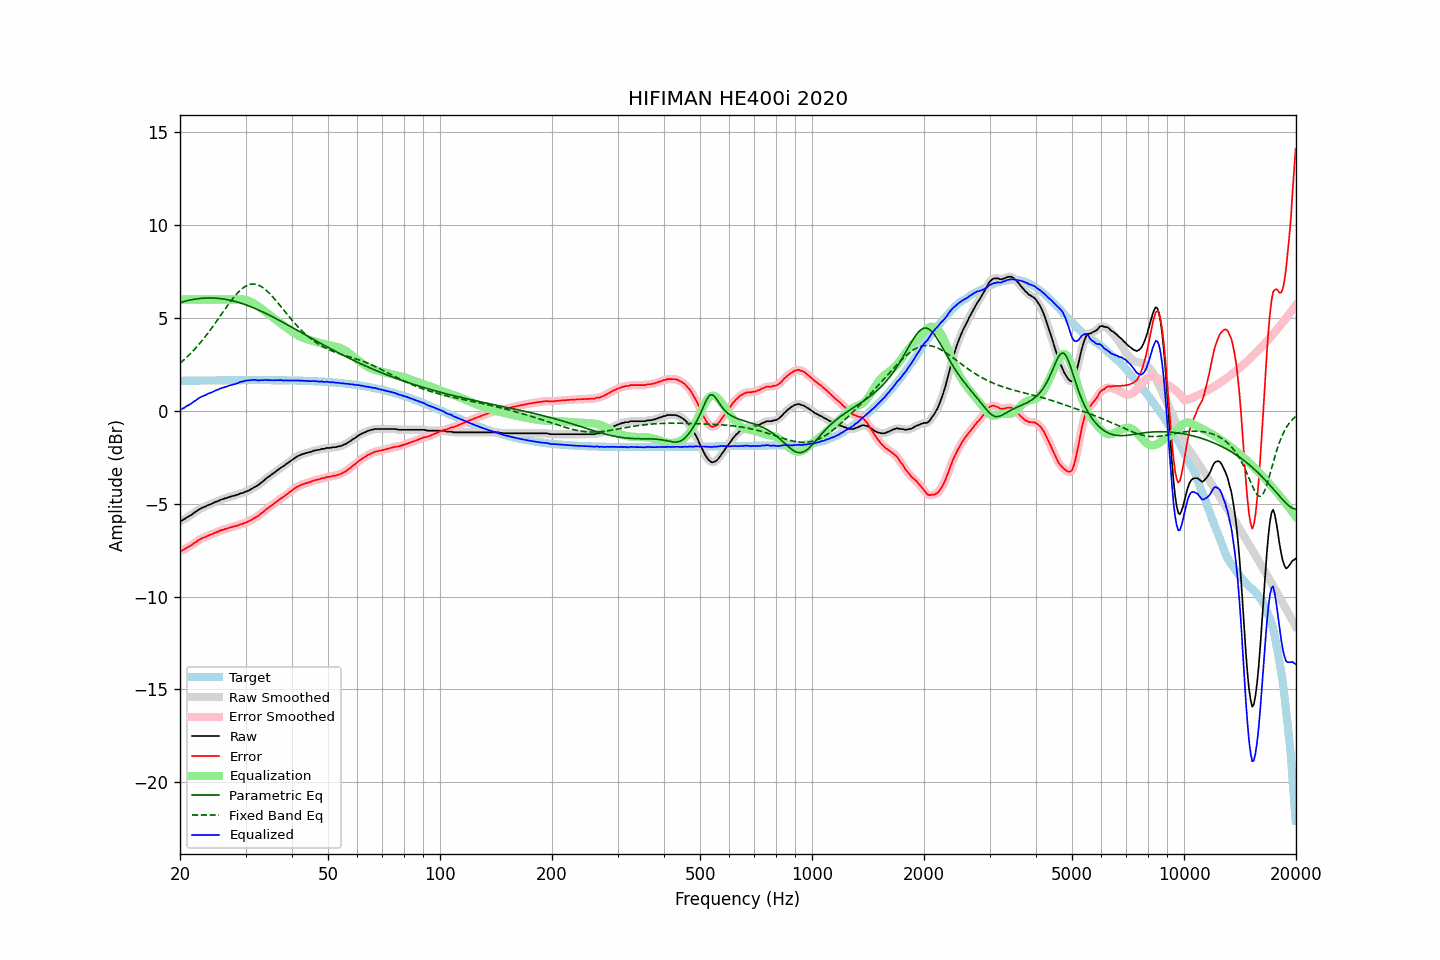 HIFIMAN HE400i 2020
Amplitude (dBr)
15
10
5
0
−5
−10
−15
−20
Target
Raw Smoothed
Error Smoothed
Raw
Error
Equalization
Parametric Eq
Fixed Band Eq
Equalized
20 50 100 200 500 1000 2000 5000 10000 20000
Frequency (Hz)